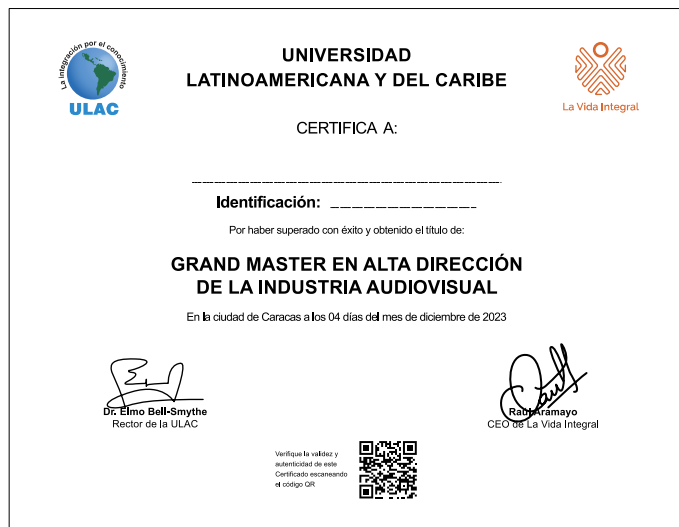 La integración por el conocimiento
ULAC
UNIVERSIDAD
LATINOAMERICANA Y DEL CARIBE
La Vida Integral
CERTIFICA A:
Identificación:
Por haber superado con éxito y obtenido el título de:
GRAND MASTER EN ALTA DIRECCIÓN
DE LA INDUSTRIA AUDIOVISUAL
En la ciudad de Caracas a los 04 días del mes de diciembre de 2023
Dr. Elmo Bell-Smythe
Rector de la ULAC
Raúl Aramayo
CEO de La Vida Integral
Verifique la validez y
autenticidad de este
Certificado escaneando
el código QR